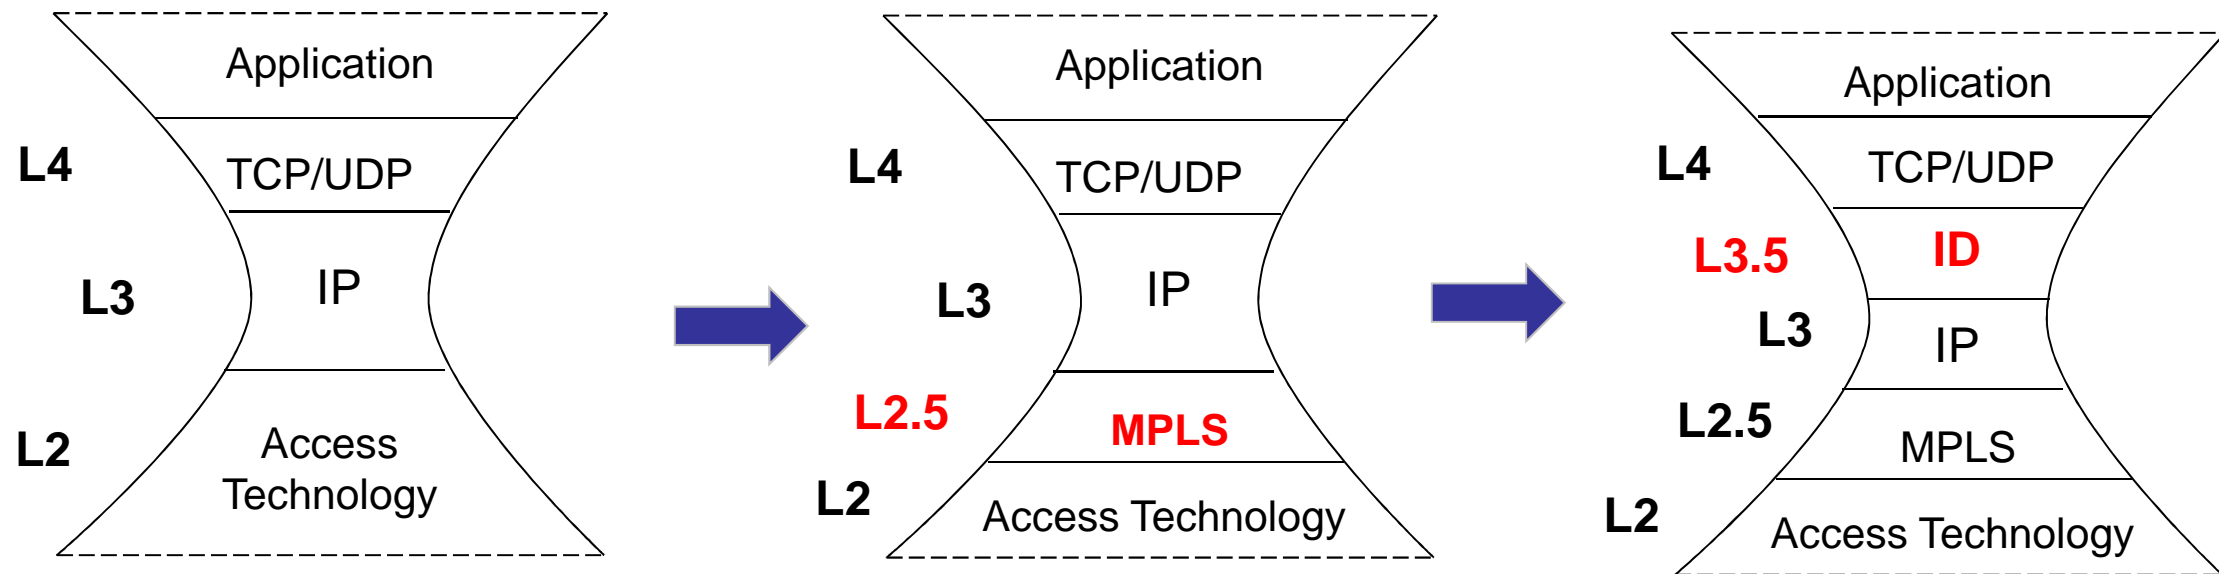 Application
L4
TCP/UDP
L3
IP
L2
Access
Technology
Application
L4
TCP/UDP
L3
IP
L2.5
MPLS
L2
Access Technology
Application
L4
TCP/UDP
L3.5
ID
L3
IP
L2.5
MPLS
L2
Access Technology